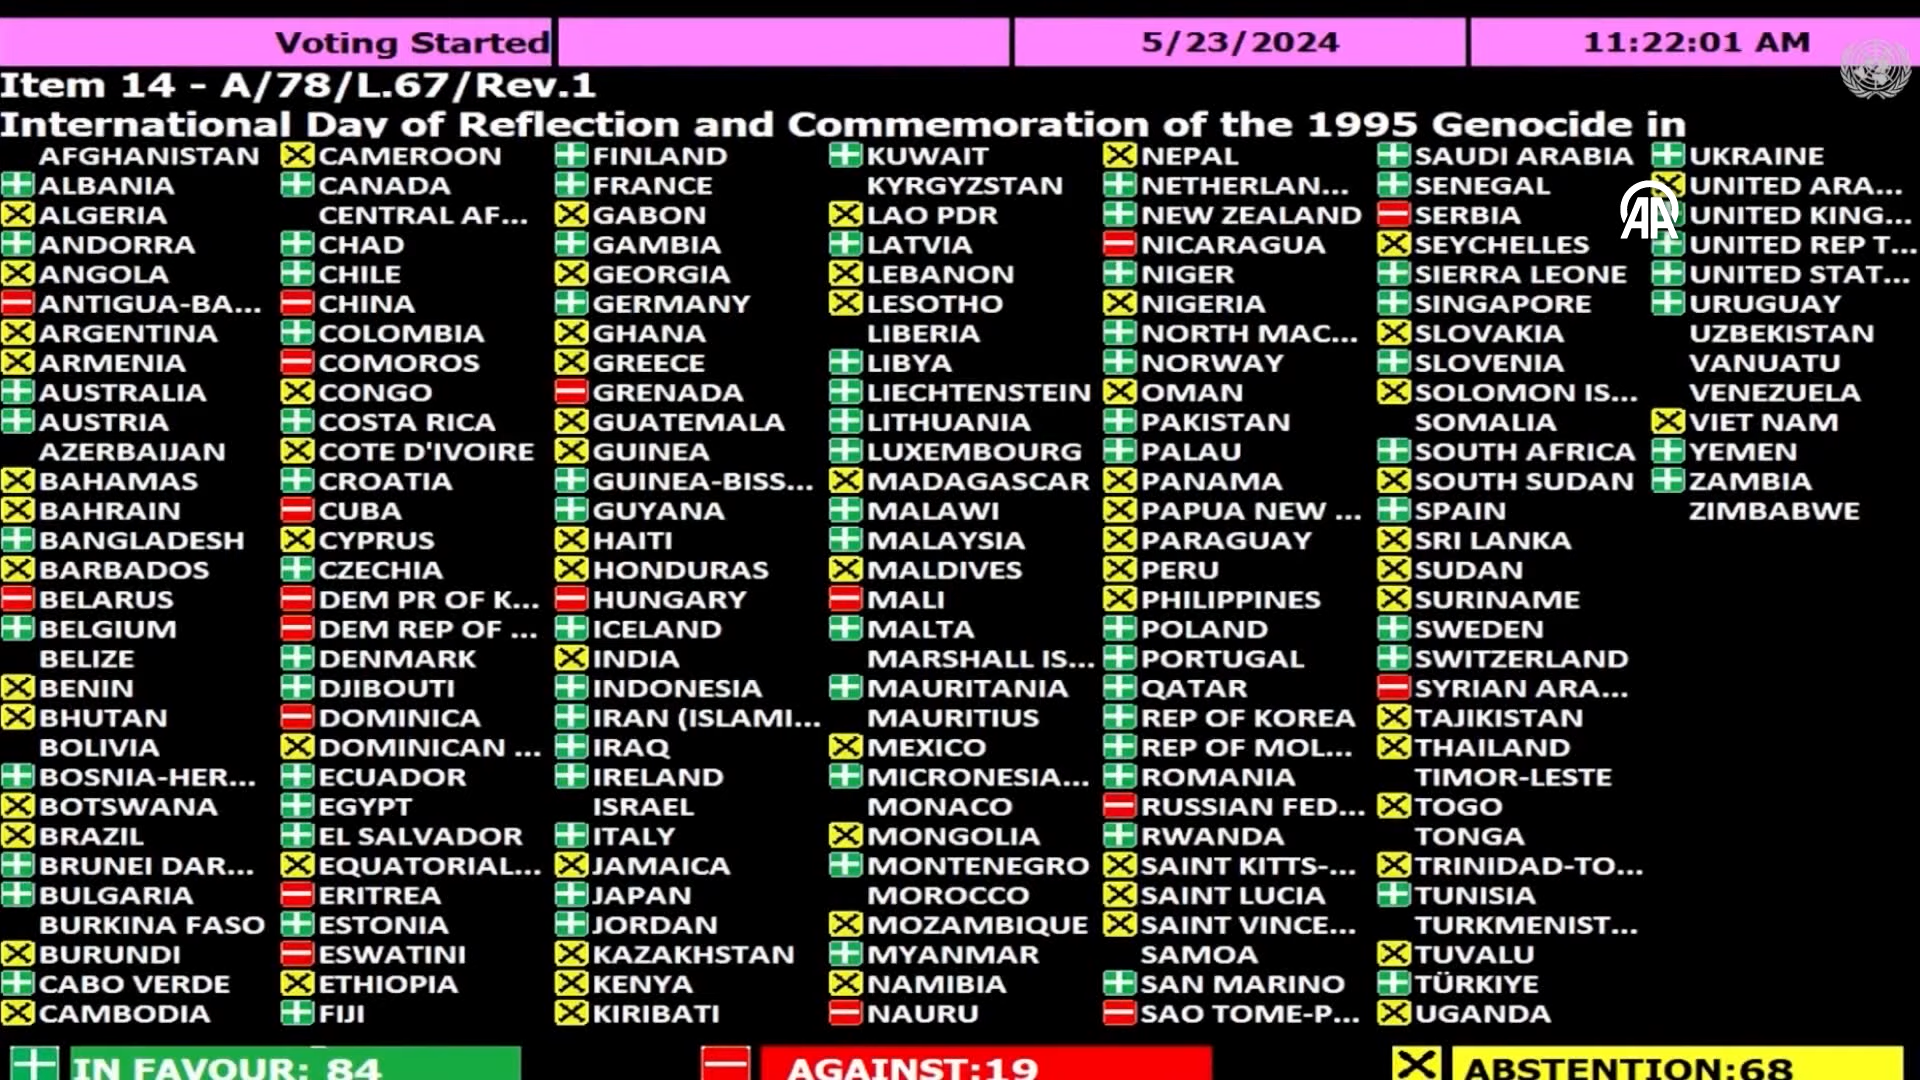 Voting Started 5/23/2024 11:22:01 AM
Item 14 - A/78/L.67/Rev.1
International Day of Reflection and Commemoration of the 1995 Genocide in
AFGHANISTAN
ALBANIA
ALGERIA
ANDORRA
ANGOLA
ANTIGUA-BA...
ARGENTINA
ARMENIA
AUSTRALIA
AUSTRIA
AZERBAIJAN
BAHAMAS
BAHRAIN
BANGLADESH
BARBADOS
BELARUS
BELGIUM
BELIZE
BENIN
BHUTAN
BOLIVIA
BOSNIA-HER...
BOTSWANA
BRAZIL
BRUNEI DAR...
BULGARIA
BURKINA FASO
BURUNDI
CABO VERDE
CAMBODIA
CAMEROON
CANADA
CENTRAL AF...
CHAD
CHILE
CHINA
COLOMBIA
COMOROS
CONGO
COSTA RICA
COTE D'IVOIRE
CROATIA
CUBA
CYPRUS
CZECHIA
DEM PR OF K...
DEM REP OF ...
DENMARK
DJIBOUTI
DOMINICA
DOMINICAN ...
ECUADOR
EGYPT
EL SALVADOR
EQUATORIAL...
ERITREA
ESTONIA
ESWATINI
ETHIOPIA
FIJI
FINLAND
FRANCE
GABON
GAMBIA
GEORGIA
GERMANY
GHANA
GREECE
GRENADA
GUATEMALA
GUINEA
GUINEA-BISS...
GUYANA
HAITI
HONDURAS
HUNGARY
ICELAND
INDIA
INDONESIA
IRAN (ISLAMI...
IRAQ
IRELAND
ISRAEL
ITALY
JAMAICA
JAPAN
JORDAN
KAZAKHSTAN
KENYA
KIRIBATI
KUWAIT
KYRGYZSTAN
LAO PDR
LATVIA
LEBANON
LESOTHO
LIBERIA
LIBYA
LIECHTENSTEIN
LITHUANIA
LUXEMBOURG
MADAGASCAR
MALAWI
MALAYSIA
MALDIVES
MALI
MALTA
MARSHALL IS...
MAURITANIA
MAURITIUS
MEXICO
MICRONESIA...
MONACO
MONGOLIA
MONTENEGRO
MOROCCO
MOZAMBIQUE
MYANMAR
NAMIBIA
NAURU
NEPAL
NETHERLAN...
NEW ZEALAND
NICARAGUA
NIGER
NIGERIA
NORTH MAC...
NORWAY
OMAN
PAKISTAN
PALAU
PANAMA
PAPUA NEW ...
PARAGUAY
PERU
PHILIPPINES
POLAND
PORTUGAL
QATAR
REP OF KOREA
REP OF MOL...
ROMANIA
RUSSIAN FED...
RWANDA
SAINT KITTS-...
SAINT LUCIA
SAINT VINCE...
SAMOA
SAN MARINO
SAO TOME-P...
SAUDI ARABIA
SENEGAL
SERBIA
SEYCHELLES
SIERRA LEONE
SINGAPORE
SLOVAKIA
SLOVENIA
SOLOMON IS...
SOMALIA
SOUTH AFRICA
SOUTH SUDAN
SPAIN
SRI LANKA
SUDAN
SURINAME
SWEDEN
SWITZERLAND
SYRIAN ARA...
TAJIKISTAN
THAILAND
TIMOR-LESTE
TOGO
TONGA
TRINIDAD-TO...
TUNISIA
TURKMENIST...
TUVALU
TÜRKIYE
UGANDA
UKRAINE
UNITED ARA...
UNITED KING...
UNITED REP T...
UNITED STAT...
URUGUAY
UZBEKISTAN
VANUATU
VENEZUELA
VIET NAM
YEMEN
ZAMBIA
ZIMBABWE
AA
IN FAVOUR: 84
AGAINST:19
ABSTENTION:68